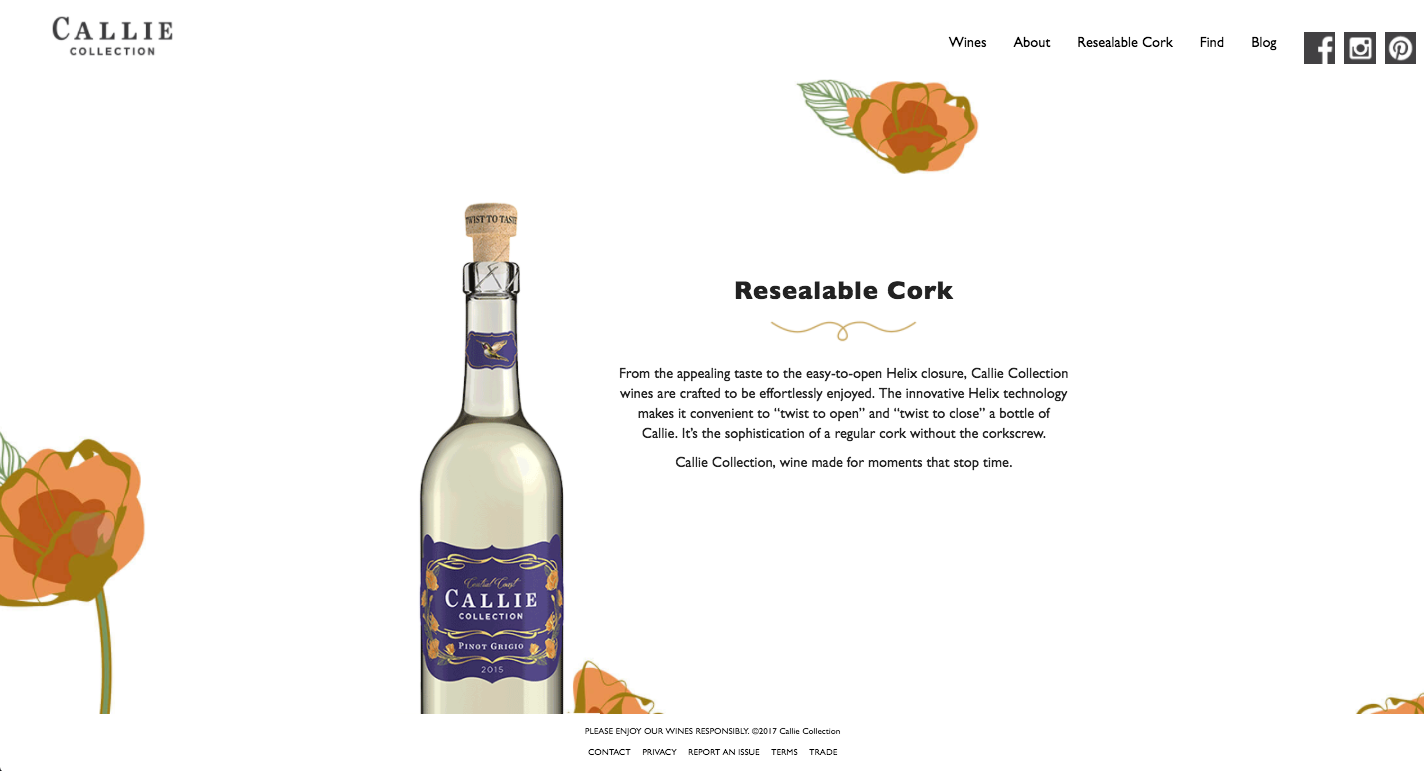 CALLIE
COLLECTION
Wines About Resealable Cork Find Blog
TWIST TO TASTE
Resealable Cork
From the appealing taste to the easy-to-open Helix closure, Callie Collection
wines are crafted to be effortlessly enjoyed. The innovative Helix technology
makes it convenient to “twist to open” and “twist to close” a bottle of
Callie. It’s the sophistication of a regular cork without the corkscrew.
Callie Collection, wine made for moments that stop time.
Central Coast
CALLIE
COLLECTION
PINOT GRIGIO
2015
PLEASE ENJOY OUR WINES RESPONSIBLY. ©2017 Callie Collection
CONTACT PRIVACY REPORT AN ISSUE TERMS TRADE